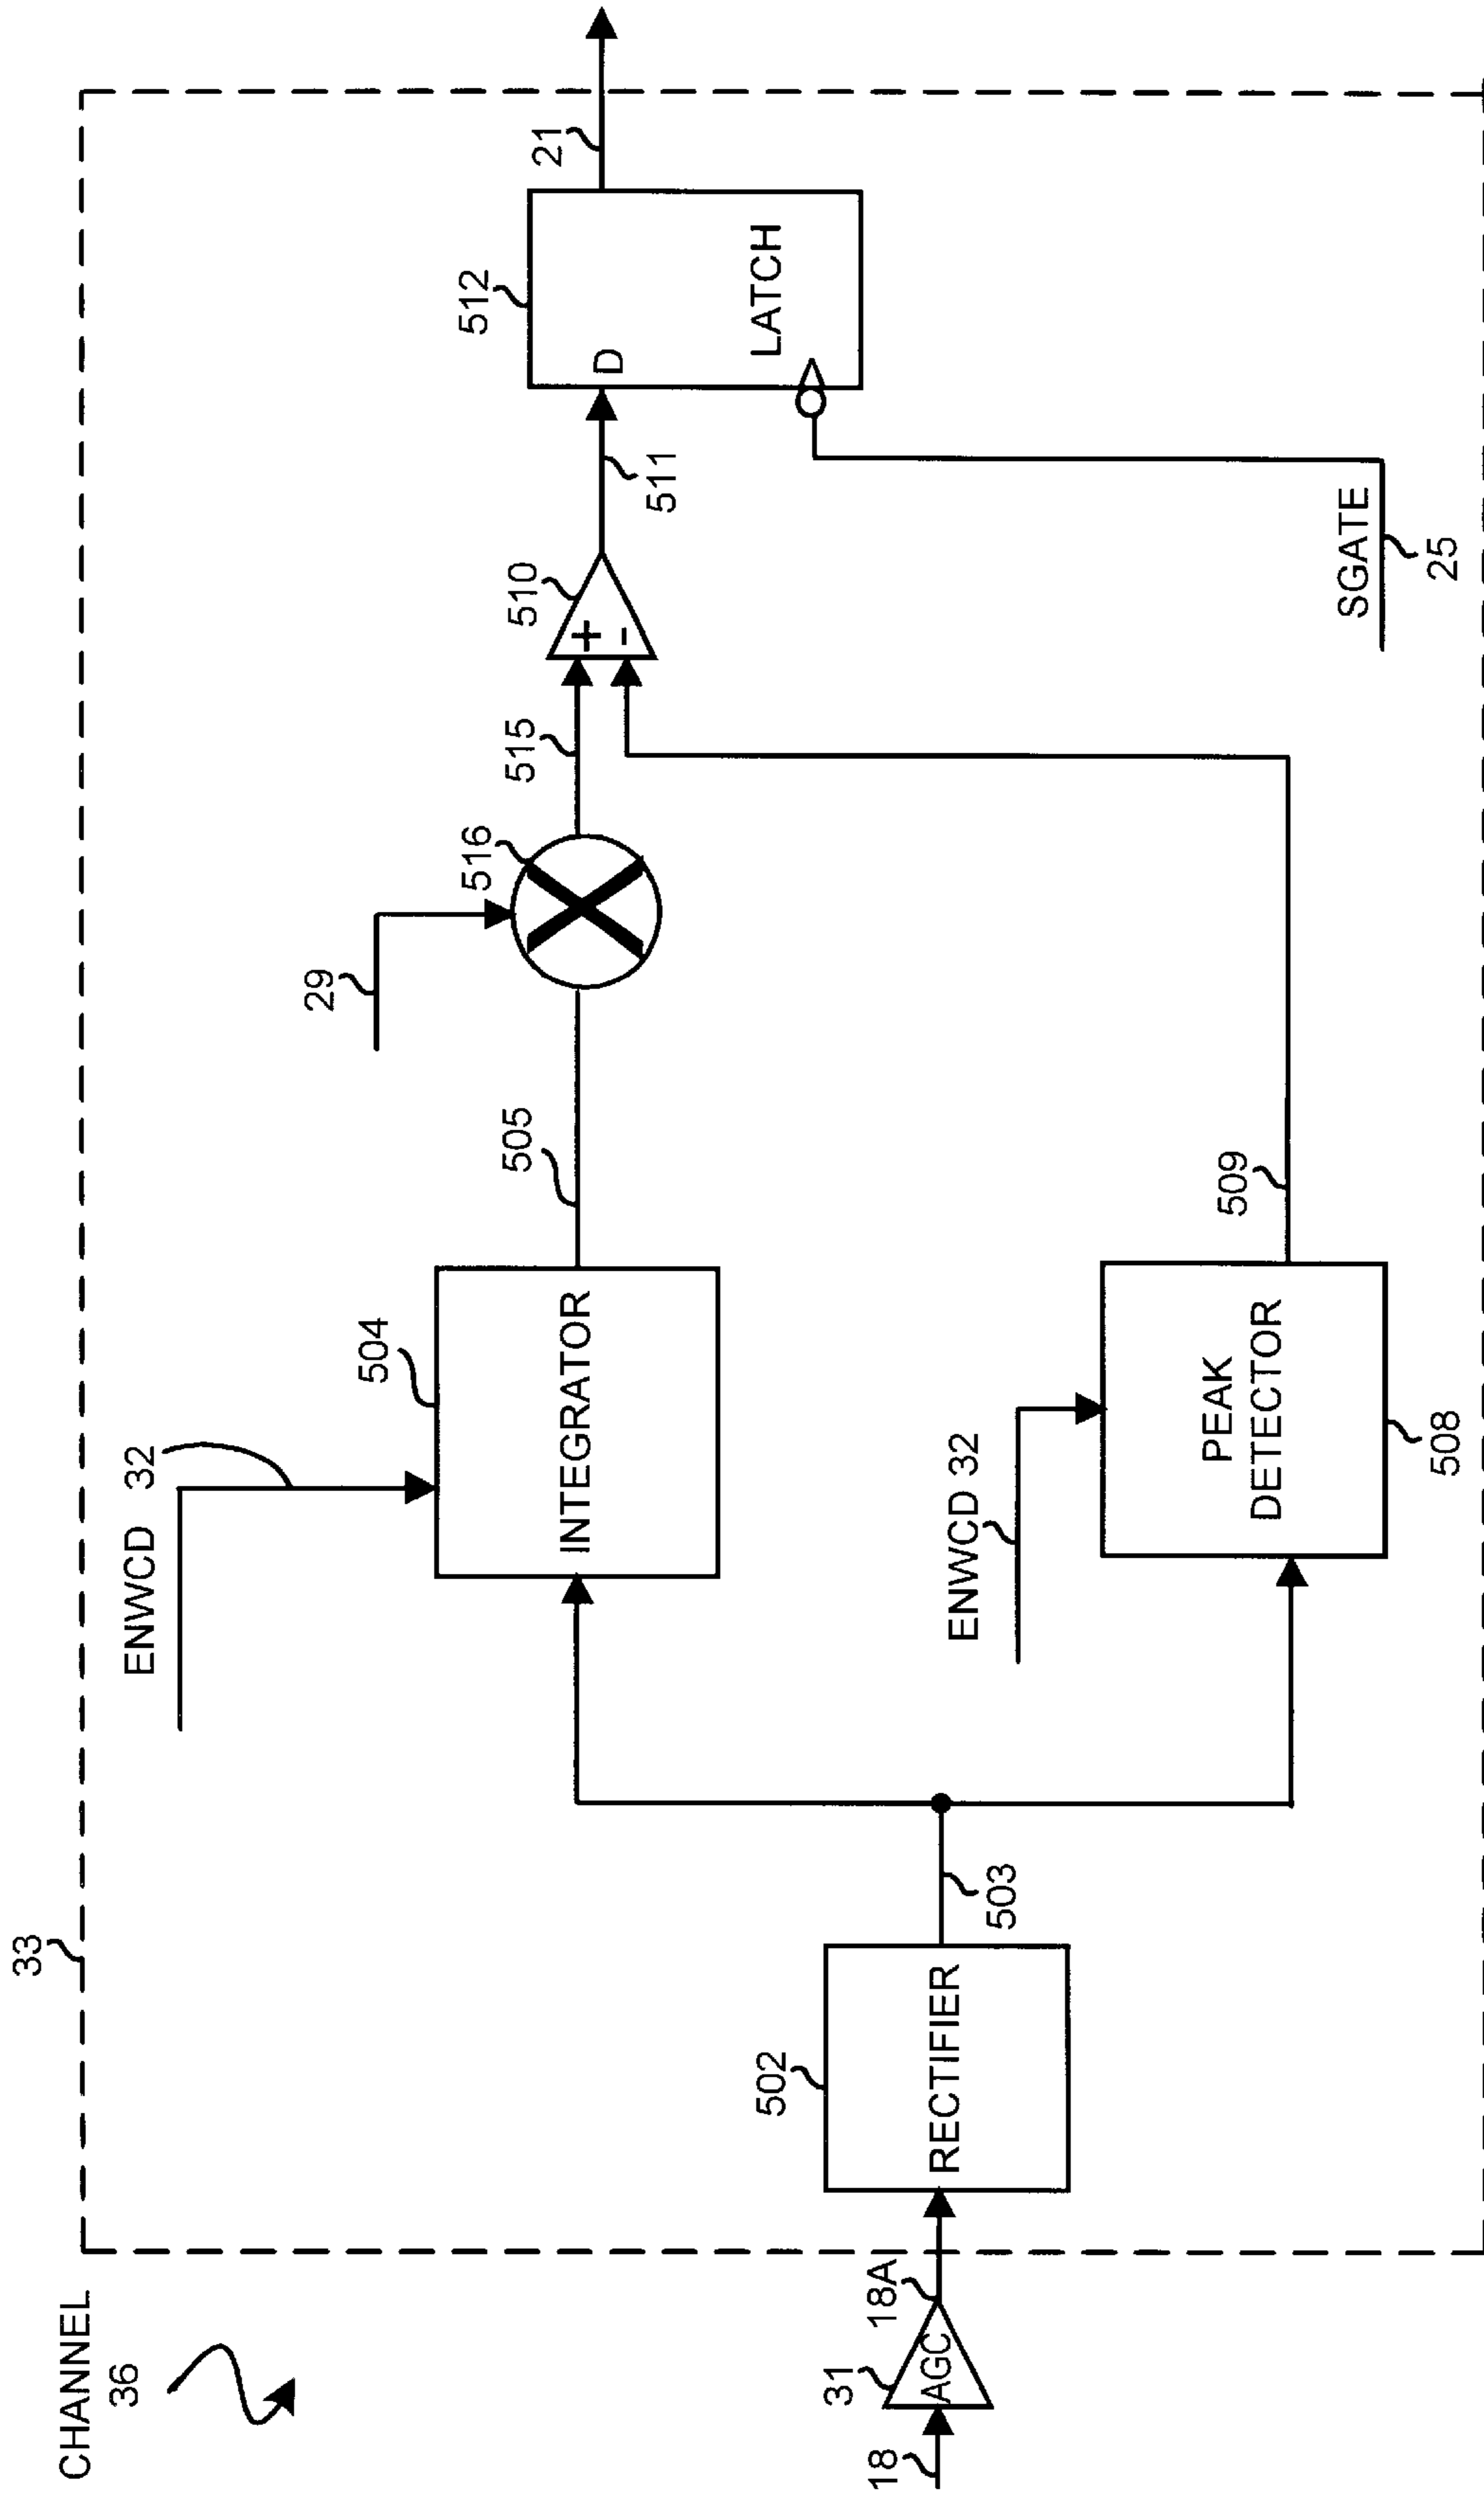 CHANNEL
36
33
18
31
AGC
18A
502
RECTIFIER
503
ENWCD 32
504
INTEGRATOR
505
ENWCD 32
PEAK
DETECTOR
508
509
29
516
515
510
+
-
511
SGATE
25
512
D
LATCH
21